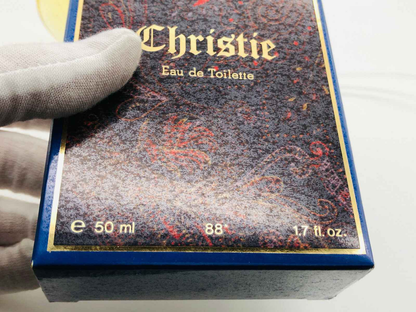 Christie
Eau de Toilette
e 50 ml 88° 1.7 fl. oz.